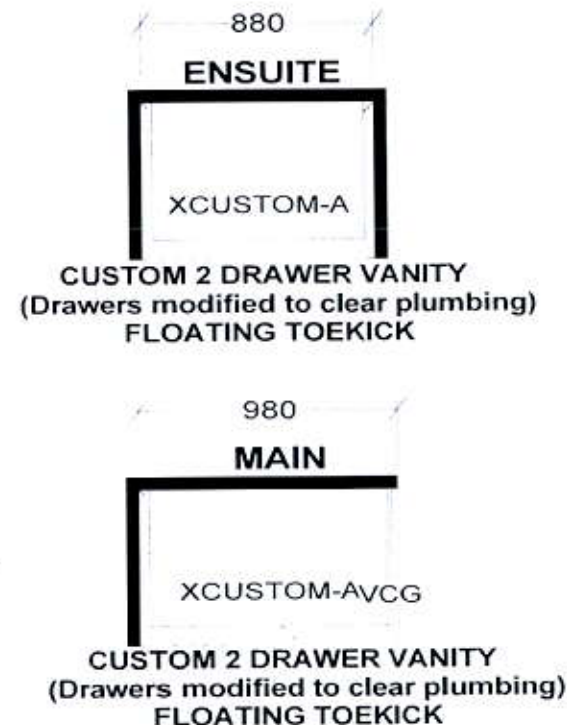 880
ENSUITE
XCUSTOM-A
CUSTOM 2 DRAWER VANITY
(Drawers modified to clear plumbing)
FLOATING TOEKICK
980
MAIN
XCUSTOM-AVCG
CUSTOM 2 DRAWER VANITY
(Drawers modified to clear plumbing)
FLOATING TOEKICK